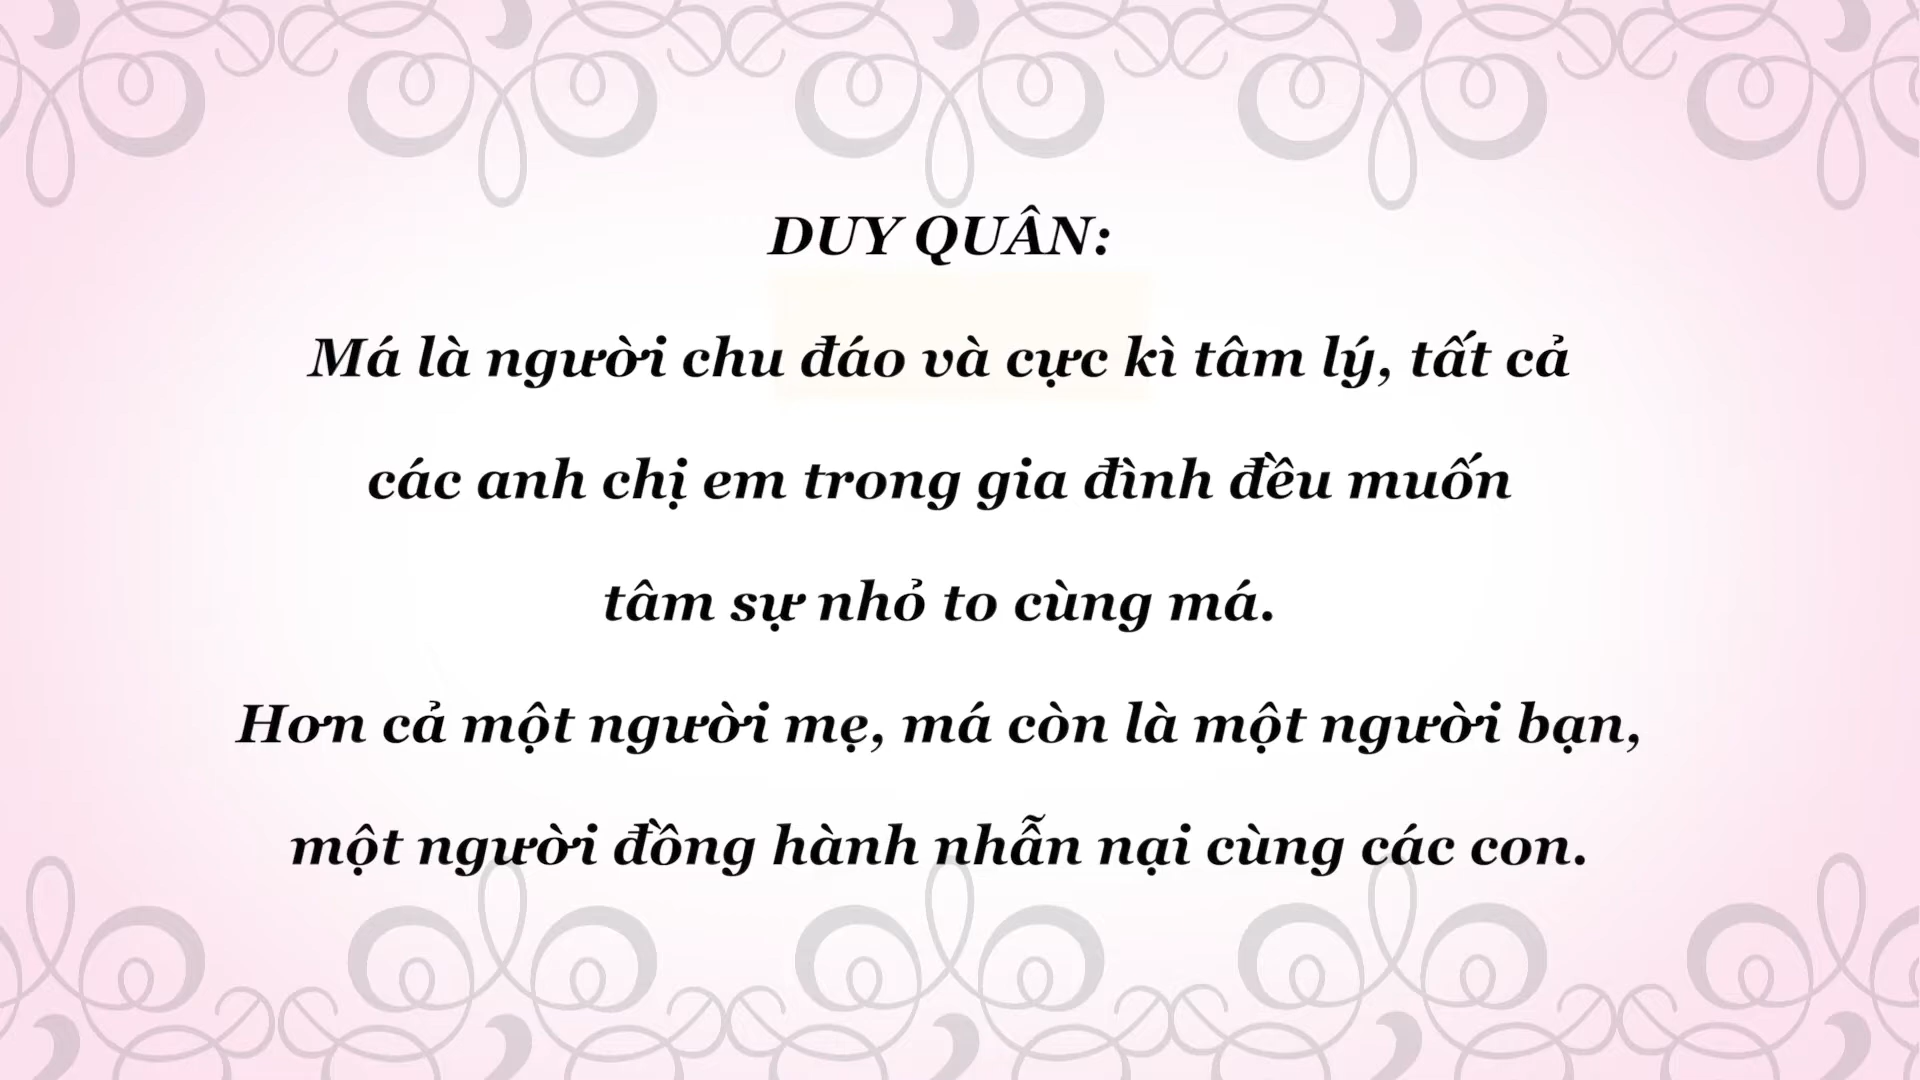 DUY QUÂN:
Má là người chu đáo và cực kì tâm lý, tất cả
các anh chị em trong gia đình đều muốn
tâm sự nhỏ to cùng má.
Hơn cả một người mẹ, má còn là một người bạn,
một người đồng hành nhẫn nại cùng các con.